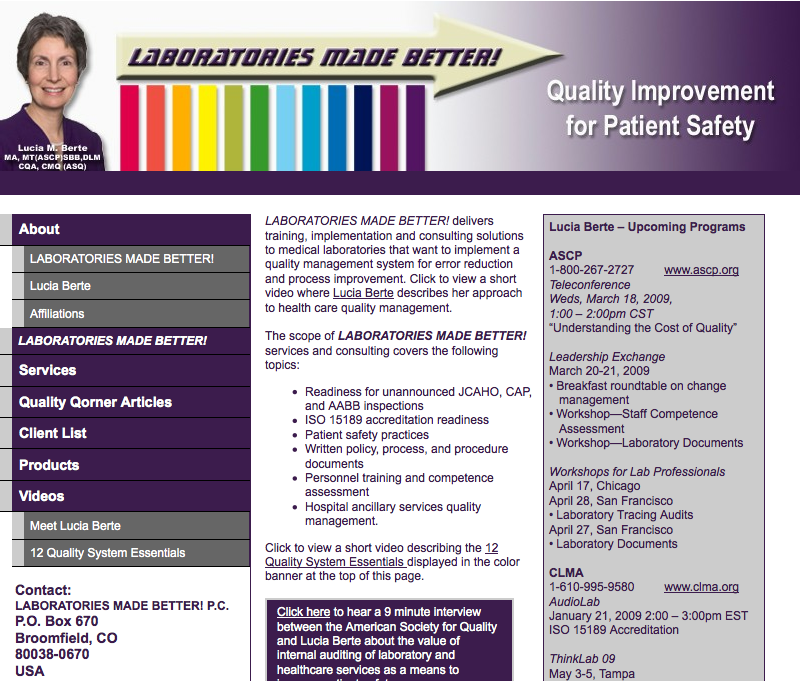 LABORATORIES MADE BETTER!
Quality Improvement
for Patient Safety
Lucia M. Berte
MA, MT(ASCP)SBB,DLM
CQA, CMQ (ASQ)
About
LABORATORIES MADE BETTER!
Lucia Berte
Affiliations
LABORATORIES MADE BETTER!
Services
Quality Qorner Articles
Client List
Products
Videos
Meet Lucia Berte
12 Quality System Essentials
Contact:
LABORATORIES MADE BETTER! P.C.
P.O. Box 670
Broomfield, CO
80038-0670
USA
LABORATORIES MADE BETTER! delivers
training, implementation and consulting solutions
to medical laboratories that want to implement a
quality management system for error reduction
and process improvement. Click to view a short
video where Lucia Berte describes her approach
to health care quality management.
The scope of LABORATORIES MADE BETTER!
services and consulting covers the following
topics:
• Readiness for unannounced JCAHO, CAP,
and AABB inspections
• ISO 15189 accreditation readiness
• Patient safety practices
• Written policy, process, and procedure
documents
• Personnel training and competence
assessment
• Hospital ancillary services quality
management.
Click to view a short video describing the 12
Quality System Essentials displayed in the color
banner at the top of this page.
Click here to hear a 9 minute interview
between the American Society for Quality
and Lucia Berte about the value of
internal auditing of laboratory and
healthcare services as a means to
Lucia Berte – Upcoming Programs
ASCP
1-800-267-2727 www.ascp.org
Teleconference
Weds, March 18, 2009,
1:00 – 2:00pm CST
“Understanding the Cost of Quality”
Leadership Exchange
March 20-21, 2009
• Breakfast roundtable on change
management
• Workshop—Staff Competence
Assessment
• Workshop—Laboratory Documents
Workshops for Lab Professionals
April 17, Chicago
April 28, San Francisco
• Laboratory Tracing Audits
April 27, San Francisco
• Laboratory Documents
CLMA
1-610-995-9580 www.clma.org
AudioLab
January 21, 2009 2:00 – 3:00pm EST
ISO 15189 Accreditation
ThinkLab 09
May 3-5, Tampa